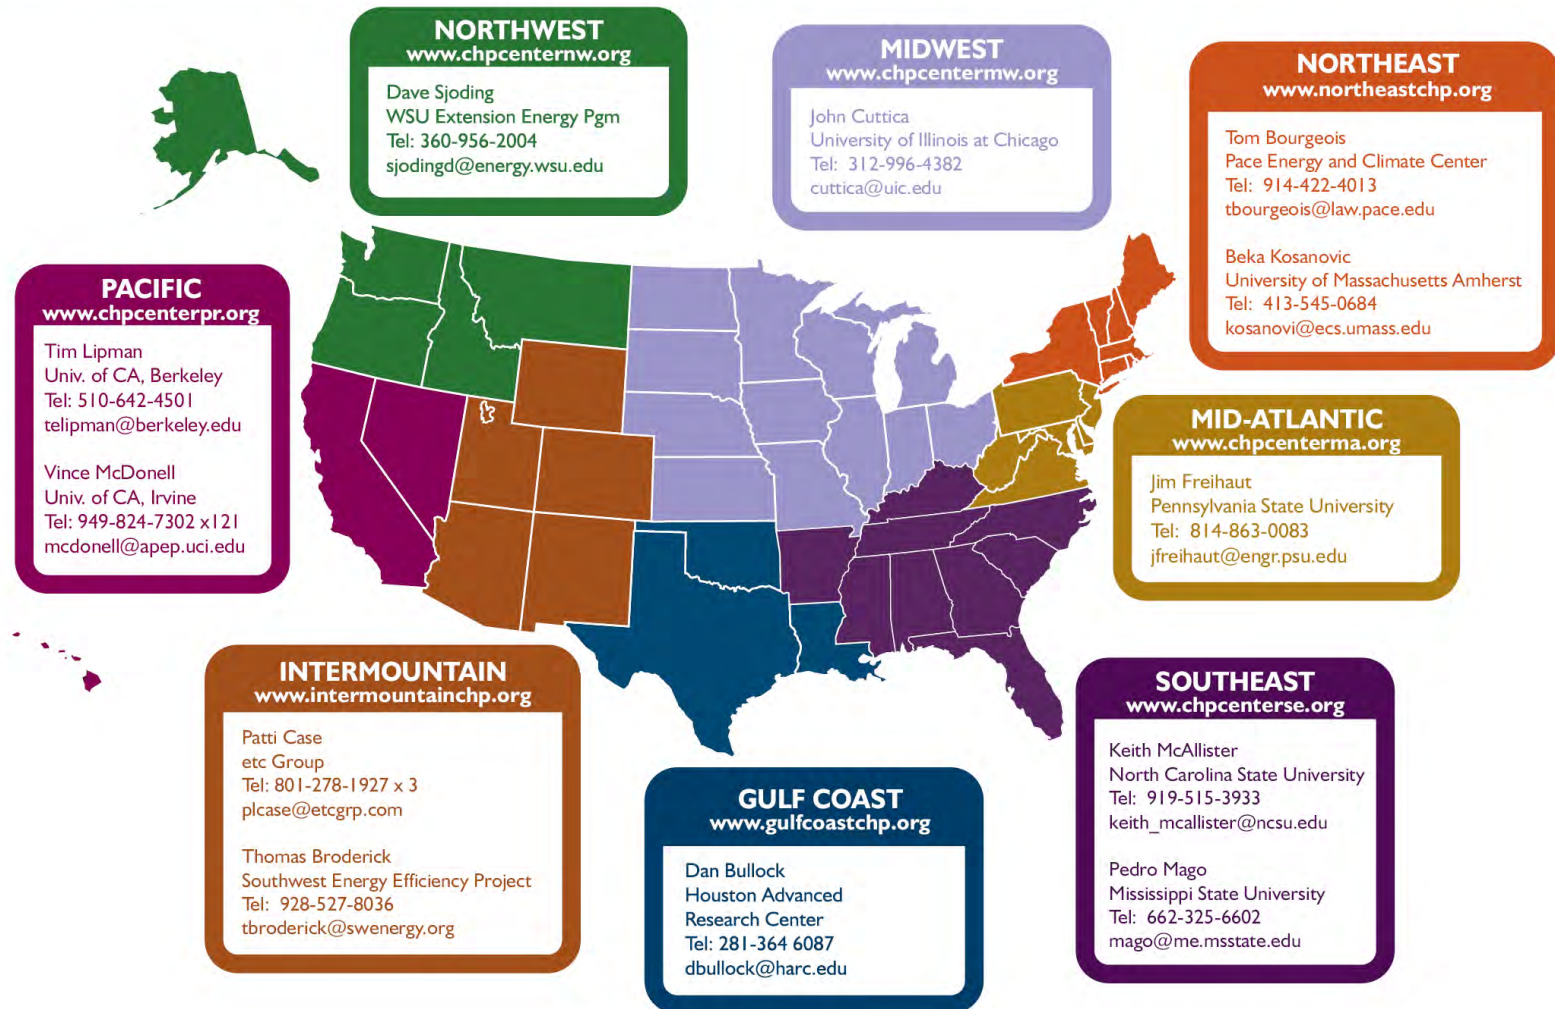 NORTHWEST
www.chpcenternw.org
Dave Sjoding
WSU Extension Energy Pgm
Tel: 360-956-2004
sjodingd@energy.wsu.edu
MIDWEST
www.chpcentermw.org
John Cuttica
University of Illinois at Chicago
Tel: 312-996-4382
cuttica@uic.edu
NORTHEAST
www.northeastchp.org
Tom Bourgeois
Pace Energy and Climate Center
Tel: 914-422-4013
tbourgeois@law.pace.edu
Beka Kosanovic
University of Massachusetts Amherst
Tel: 413-545-0684
kosanovi@ecs.umass.edu
PACIFIC
www.chpcenterpr.org
Tim Lipman
Univ. of CA, Berkeley
Tel: 510-642-4501
telipman@berkeley.edu
Vince McDonell
Univ. of CA, Irvine
Tel: 949-824-7302 x121
mcdonell@apep.uci.edu
MID-ATLANTIC
www.chpcenterma.org
Jim Freihaut
Pennsylvania State University
Tel: 814-863-0083
jfreihaut@engr.psu.edu
INTERMOUNTAIN
www.intermountainchp.org
Patti Case
etc Group
Tel: 801-278-1927 x 3
plcase@etcgrp.com
Thomas Broderick
Southwest Energy Efficiency Project
Tel: 928-527-8036
tbroderick@swenergy.org
GULF COAST
www.gulfcoastchp.org
Dan Bullock
Houston Advanced
Research Center
Tel: 281-364 6087
dbullock@harc.edu
SOUTHEAST
www.chpcenterse.org
Keith McAllister
North Carolina State University
Tel: 919-515-3933
keith_mcallister@ncsu.edu
Pedro Mago
Mississippi State University
Tel: 662-325-6602
mago@me.msstate.edu